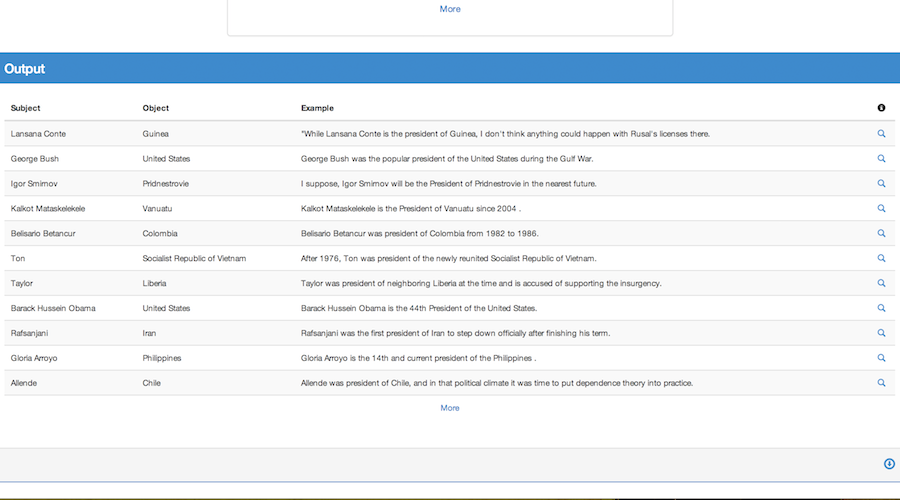 More
Output
Subject Object Example
Lansana Conte Guinea "While Lansana Conte is the president of Guinea, I don't think anything could happen with Rusal's licenses there.
George Bush United States George Bush was the popular president of the United States during the Gulf War.
Igor Smirnov Pridnestrovie I suppose, Igor Smirnov will be the President of Pridnestrovie in the nearest future.
Kalkot Mataskelekele Vanuatu Kalkot Mataskelekele is the President of Vanuatu since 2004 .
Belisario Betancur Colombia Belisario Betancur was president of Colombia from 1982 to 1986.
Ton Socialist Republic of Vietnam After 1976, Ton was president of the newly reunited Socialist Republic of Vietnam.
Taylor Liberia Taylor was president of neighboring Liberia at the time and is accused of supporting the insurgency.
Barack Hussein Obama United States Barack Hussein Obama is the 44th President of the United States.
Rafsanjani Iran Rafsanjani was the first president of Iran to step down officially after finishing his term.
Gloria Arroyo Philippines Gloria Arroyo is the 14th and current president of the Philippines .
Allende Chile Allende was president of Chile, and in that political climate it was time to put dependence theory into practice.
More